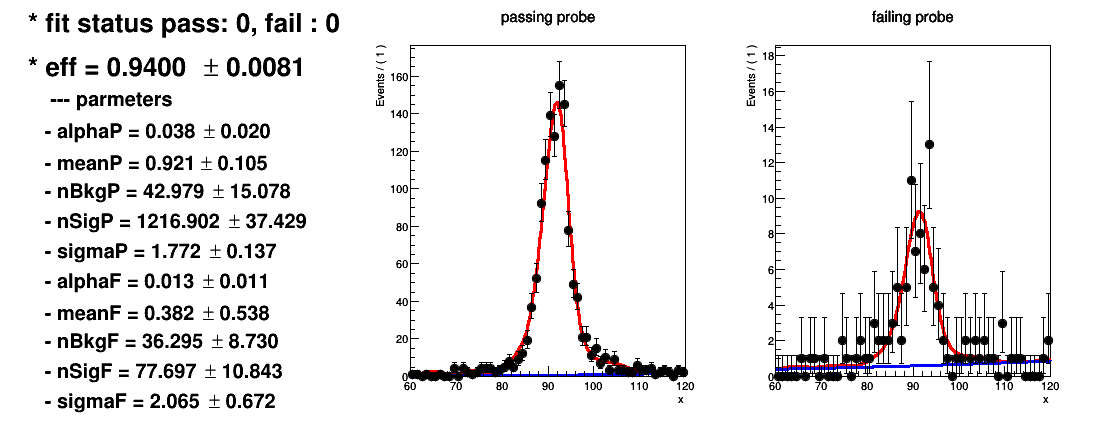 * fit status pass: 0, fail : 0
* eff = 0.9400 ± 0.0081
--- parmeters
- alphaP = 0.038 ± 0.020
- meanP = 0.921 ± 0.105
- nBkgP = 42.979 ± 15.078
- nSigP = 1216.902 ± 37.429
- sigmaP = 1.772 ± 0.137
- alphaF = 0.013 ± 0.011
- meanF = 0.382 ± 0.538
- nBkgF = 36.295 ± 8.730
- nSigF = 77.697 ± 10.843
- sigmaF = 2.065 ± 0.672
passing probe
Events / ( 1 )
160
140
120
100
80
60
40
20
0
60 70 80 90 100 110 120
x
failing probe
Events / ( 1 )
18
16
14
12
10
8
6
4
2
0
60 70 80 90 100 110 120
x